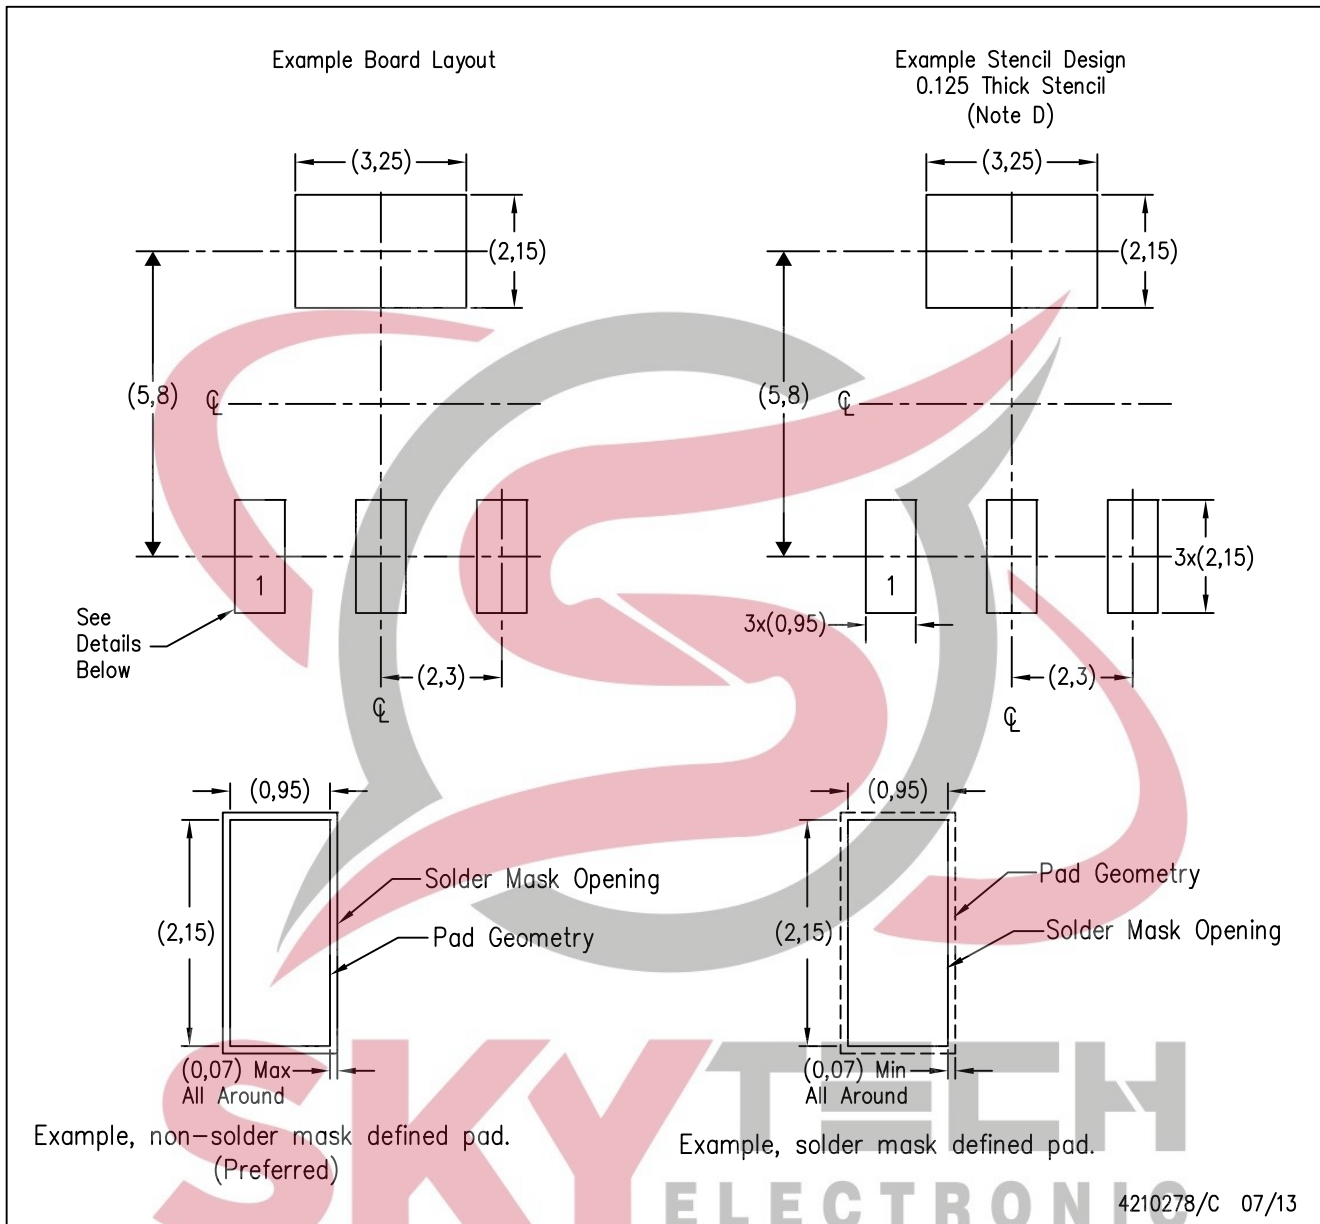 Example Board Layout
(3,25)
(2,15)
(5,8)
℄
1
See
Details
Below
(2,3)
℄
Example Stencil Design
0.125 Thick Stencil
(Note D)
(3,25)
(2,15)
(5,8)
℄
1
3x(2,15)
3x(0,95)
(2,3)
℄
(0,95)
Solder Mask Opening
(2,15)
Pad Geometry
(0,07) Max
All Around
Example, non-solder mask defined pad.
(Preferred)
(0,95)
Pad Geometry
(2,15)
Solder Mask Opening
(0,07) Min
All Around
Example, solder mask defined pad.
SKYTECH
ELECTRONIC
4210278/C 07/13